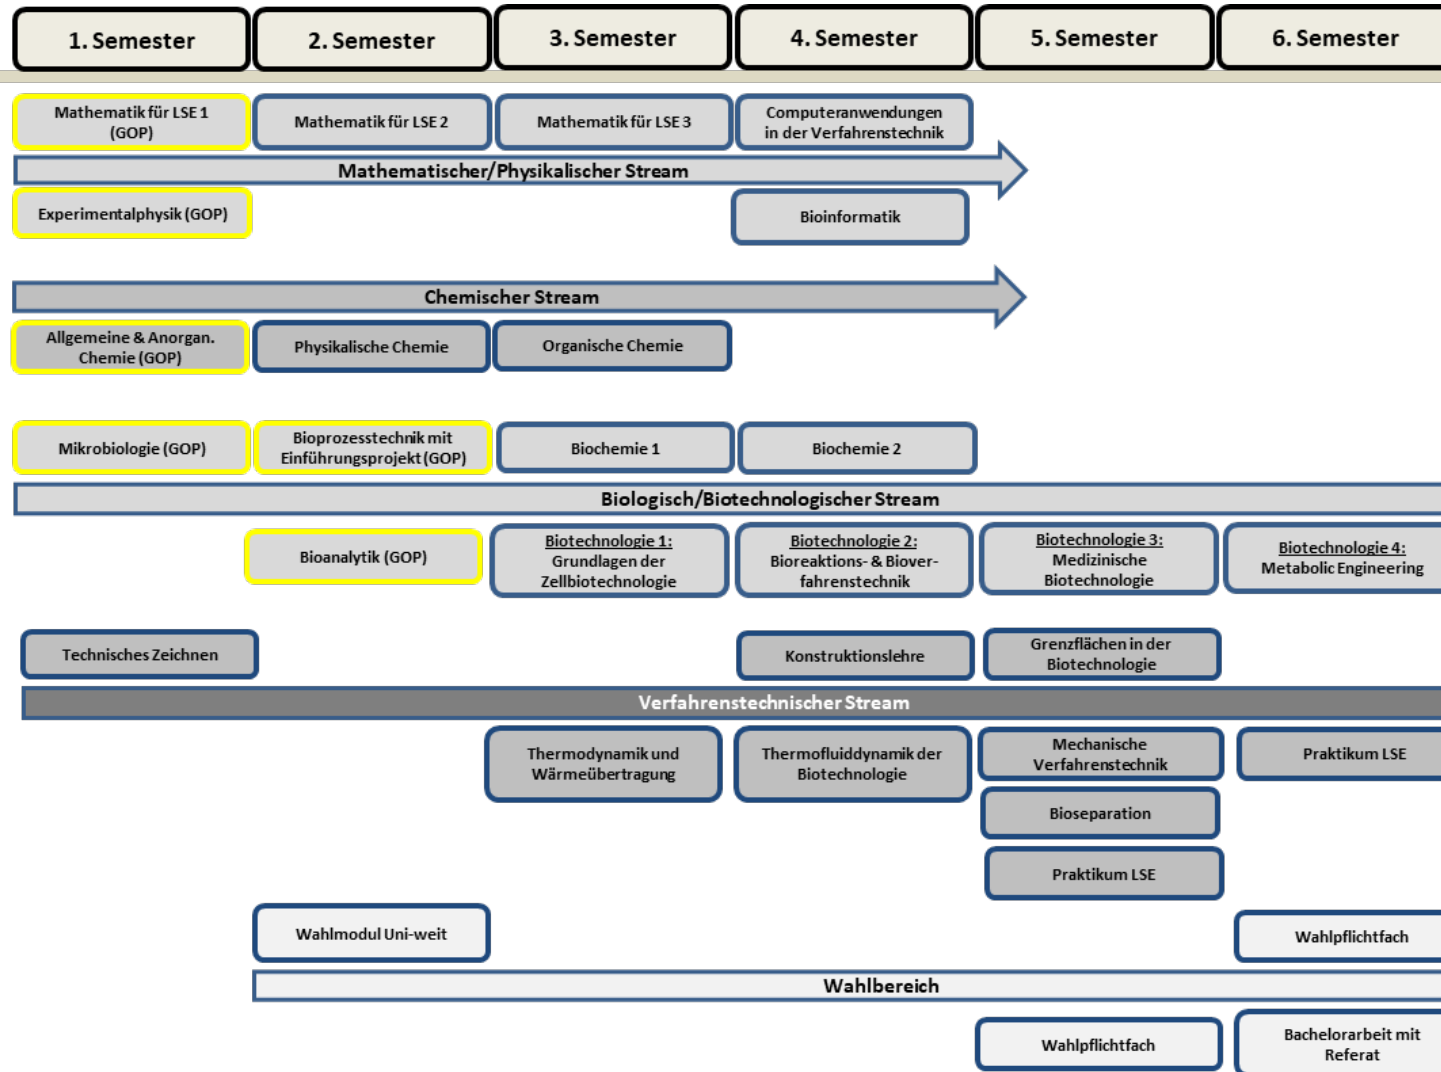 1. Semester
2. Semester
3. Semester
4. Semester
5. Semester
6. Semester
Mathematik für LSE 1
(GOP)
Mathematik für LSE 2
Mathematik für LSE 3
Computeranwendungen
in der Verfahrenstechnik
Mathematischer/Physikalischer Stream
Experimentalphysik (GOP)
Bioinformatik
Chemischer Stream
Allgemeine & Anorgan.
Chemie (GOP)
Physikalische Chemie
Organische Chemie
Mikrobiologie (GOP)
Bioprozesstechnik mit
Einführungsprojekt (GOP)
Biochemie 1
Biochemie 2
Biologisch/Biotechnologischer Stream
Bioanalytik (GOP)
Biotechnologie 1:
Grundlagen der
Zellbiotechnologie
Biotechnologie 2:
Bioreaktions- & Biover-
fahrenstechnik
Biotechnologie 3:
Medizinische
Biotechnologie
Biotechnologie 4:
Metabolic Engineering
Technisches Zeichnen
Konstruktionslehre
Grenzflächen in der
Biotechnologie
Verfahrenstechnischer Stream
Thermodynamik und
Wärmeübertragung
Thermofluiddynamik der
Biotechnologie
Mechanische
Verfahrenstechnik
Praktikum LSE
Bioseparation
Praktikum LSE
Wahlmodul Uni-weit
Wahlpflichtfach
Wahlbereich
Wahlpflichtfach
Bachelorarbeit mit
Referat